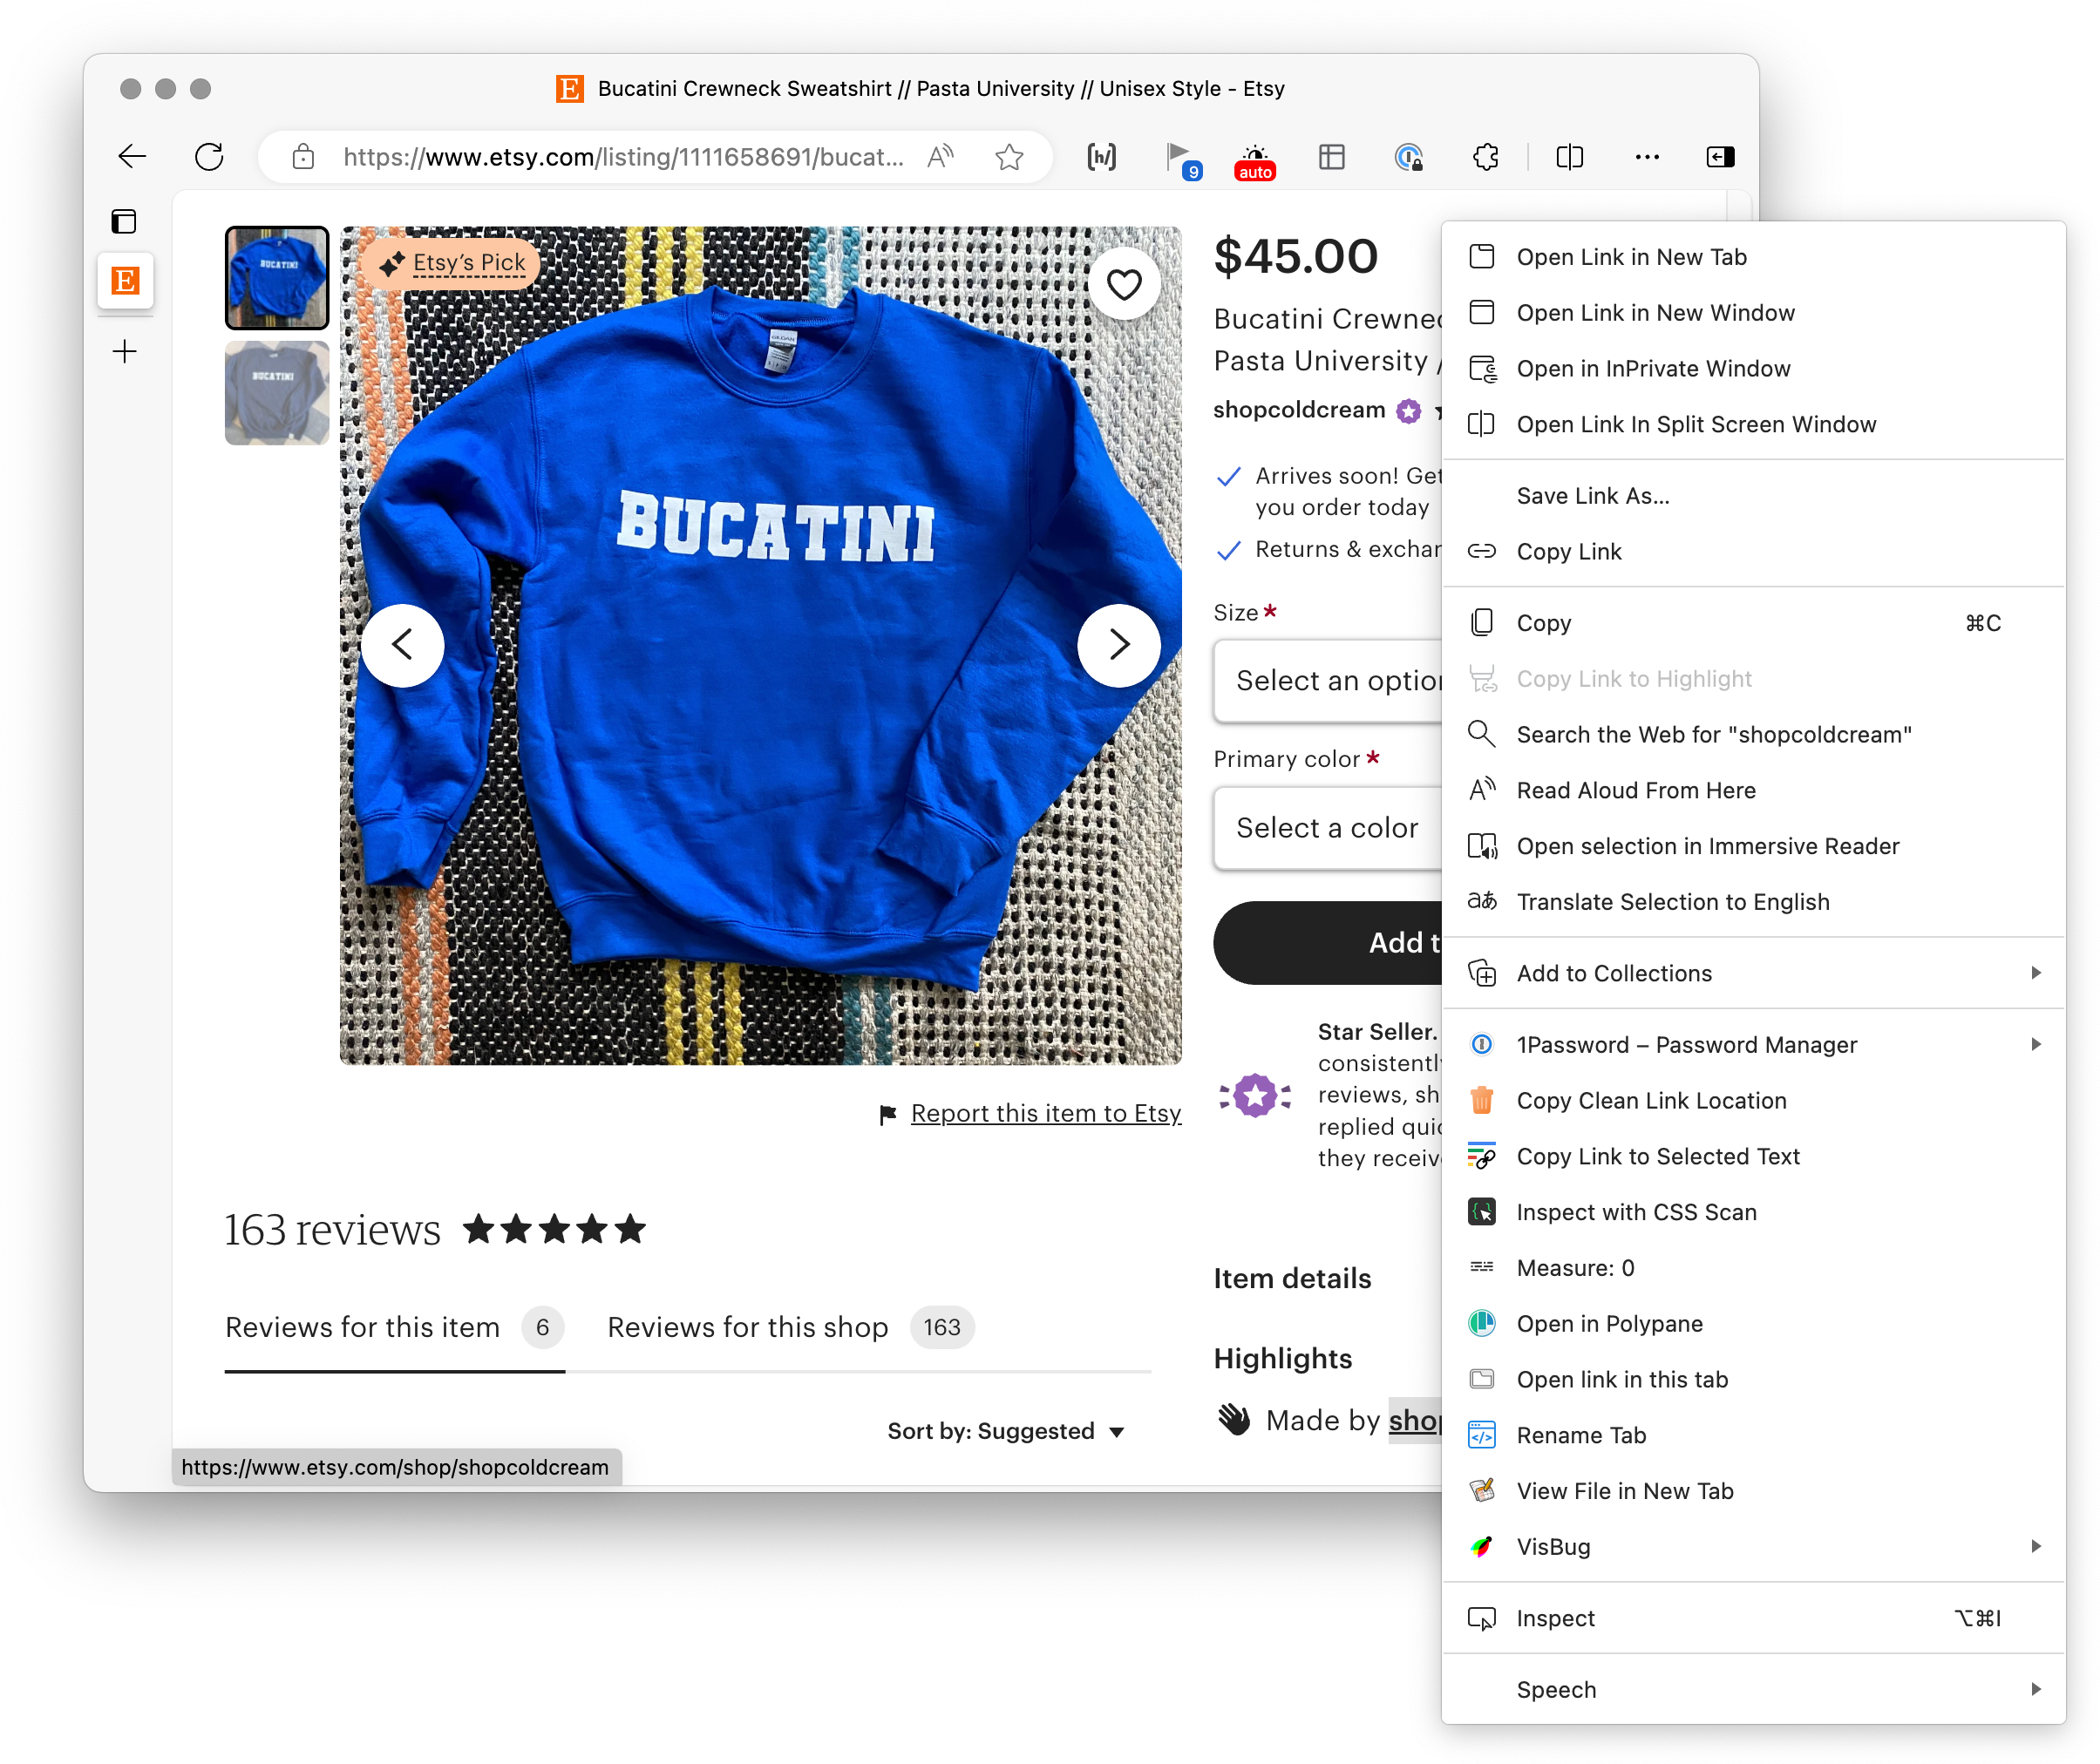 Bucatini Crewneck Sweatshirt // Pasta University // Unisex Style - Etsy
https://www.etsy.com/listing/1111658691/bucat...
9
auto
Etsy's Pick
BUCATINI
BUCATINI
BUCATINI
GILDAN
Report this item to Etsy
163 reviews
Reviews for this item 6
Reviews for this shop 163
Sort by: Suggested
https://www.etsy.com/shop/shopcoldcream
$45.00
Bucatini Crewnec
Pasta University /
shopcoldcream
Arrives soon! Get
you order today
Returns & exchan
Size*
Select an option
Primary color*
Select a color
Add t
Star Seller.
consistently
reviews, sh
replied quic
they receive
Item details
Highlights
Made by shop
Open Link in New Tab
Open Link in New Window
Open in InPrivate Window
Open Link In Split Screen Window
Save Link As...
Copy Link
Copy ⌘C
Copy Link to Highlight
Search the Web for "shopcoldcream"
Read Aloud From Here
Open selection in Immersive Reader
Translate Selection to English
Add to Collections
1Password – Password Manager
Copy Clean Link Location
Copy Link to Selected Text
Inspect with CSS Scan
Measure: 0
Open in Polypane
Open link in this tab
Rename Tab
View File in New Tab
VisBug
Inspect ⌥⌘I
Speech